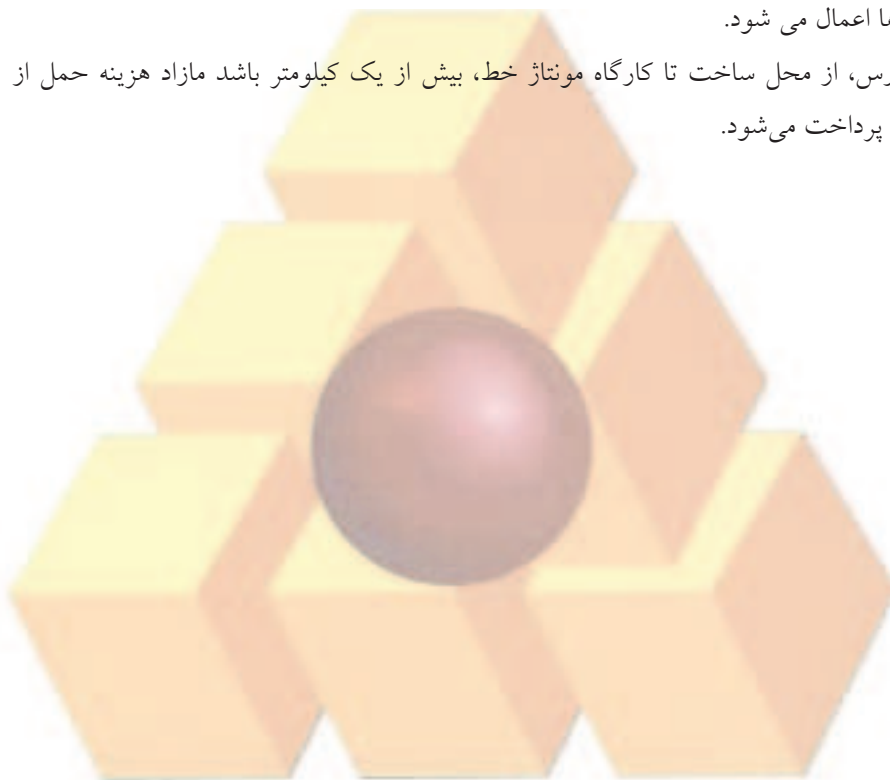 اعمال می شود.
از محل ساخت تا کارگاه مونتاژ خط، بیش از یک کیلومتر باشد مازاد هزینه حمل از
پرداخت می‌شود.